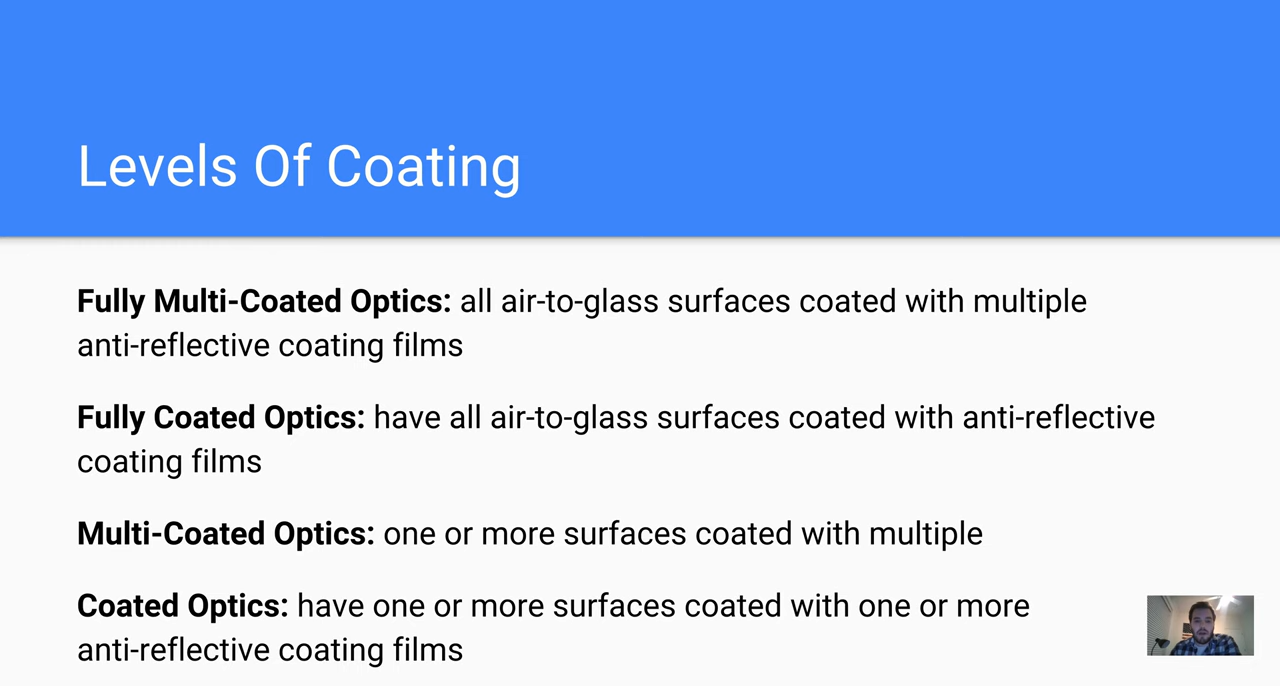 Levels Of Coating
Fully Multi-Coated Optics: all air-to-glass surfaces coated with multiple
anti-reflective coating films
Fully Coated Optics: have all air-to-glass surfaces coated with anti-reflective
coating films
Multi-Coated Optics: one or more surfaces coated with multiple
Coated Optics: have one or more surfaces coated with one or more
anti-reflective coating films